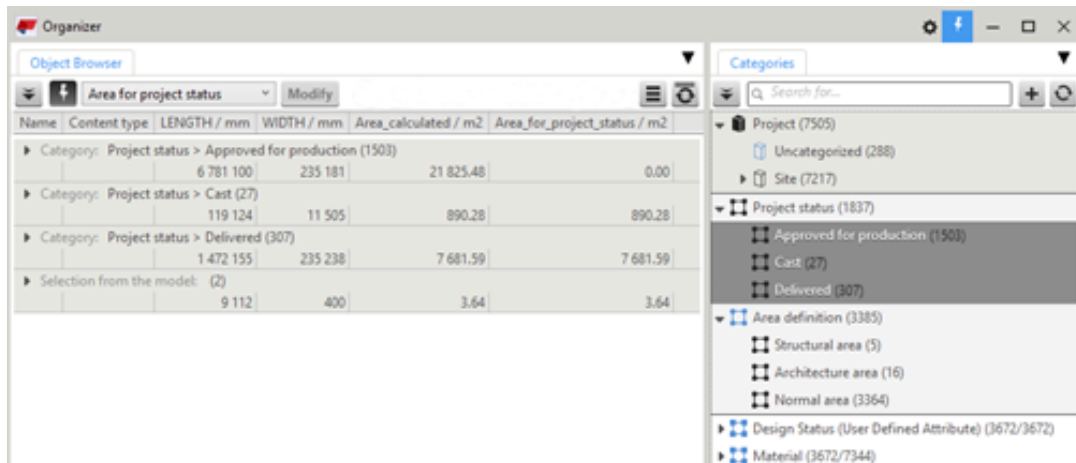 Organizer
Object Browser
Area for project status Modify
Name Content type LENGTH / mm WIDTH / mm Area_calculated / m2 Area_for_project_status / m2
Category: Project status > Approved for production (1503)
6 781 100 235 181 21 825.48 0.00
Category: Project status > Cast (27)
119 124 11 505 890.28 890.28
Category: Project status > Delivered (307)
1 472 155 235 238 7 681.59 7 681.59
Selection from the model: (2)
9 112 400 3.64 3.64
Categories
Search for...
Project (7505)
Uncategorized (288)
Site (7217)
Project status (1837)
Approved for production (1503)
Cast (27)
Delivered (307)
Area definition (3385)
Structural area (5)
Architecture area (16)
Normal area (3364)
Design Status (User Defined Attribute) (3672/3672)
Material (3672/7344)